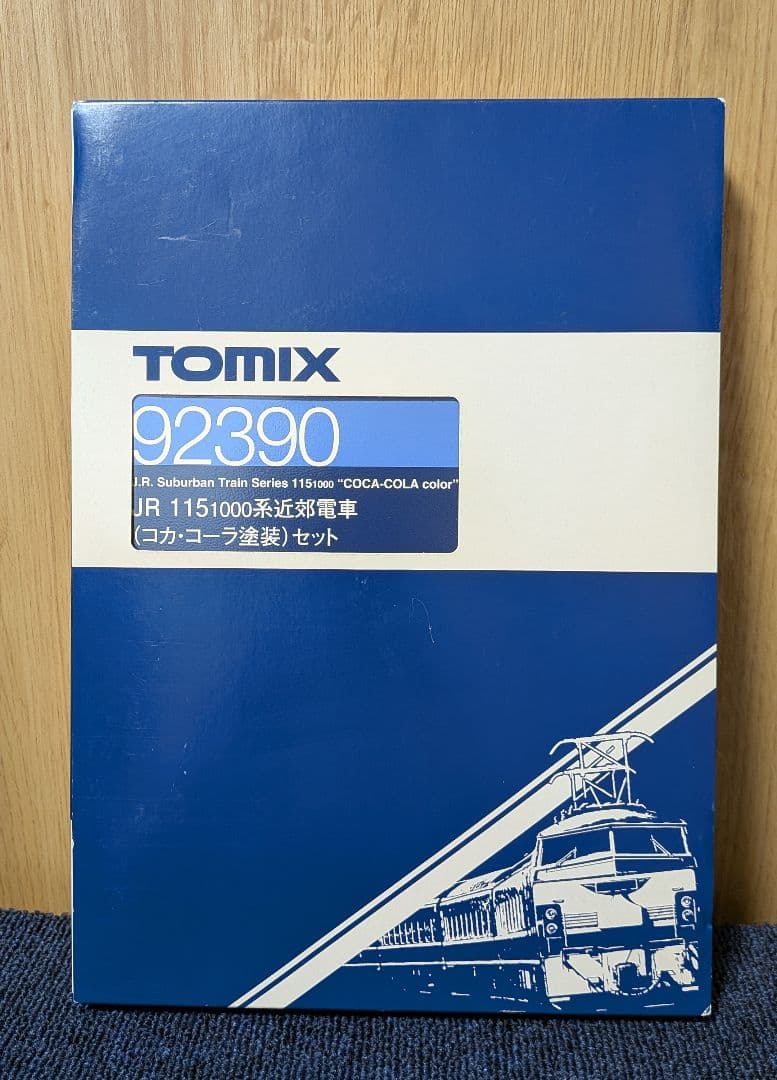 TOMIX
92390
J.R. Suburban Train Series 1151000 “COCA-COLA color”
JR 1151000系近郊電車
（コカ・コーラ塗装）セット